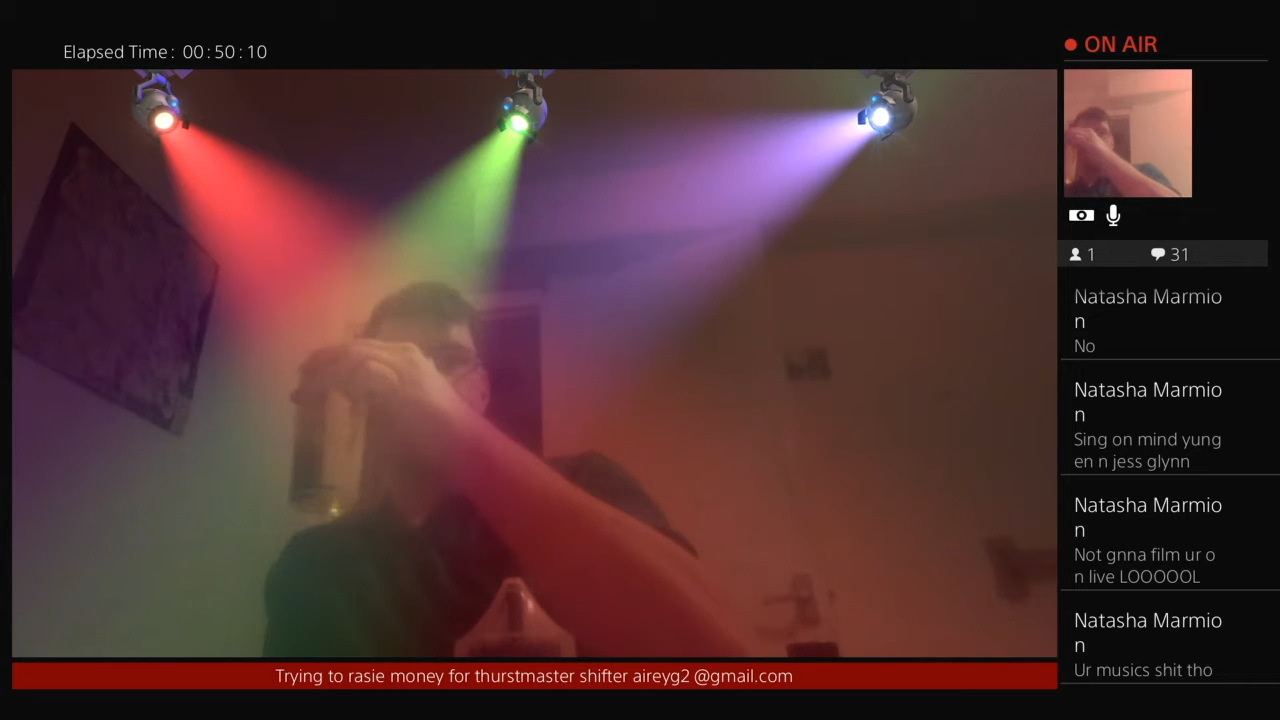 Elapsed Time: 00:50:10
ON AIR
1 31
Natasha Marmio
n
No
Natasha Marmio
n
Sing on mind yung
en n jess glynn
Natasha Marmio
n
Not gnna film ur o
n live LOOOOOL
Natasha Marmio
n
Ur musics shit tho
Trying to rasie money for thurstmaster shifter aireyg2 @gmail.com